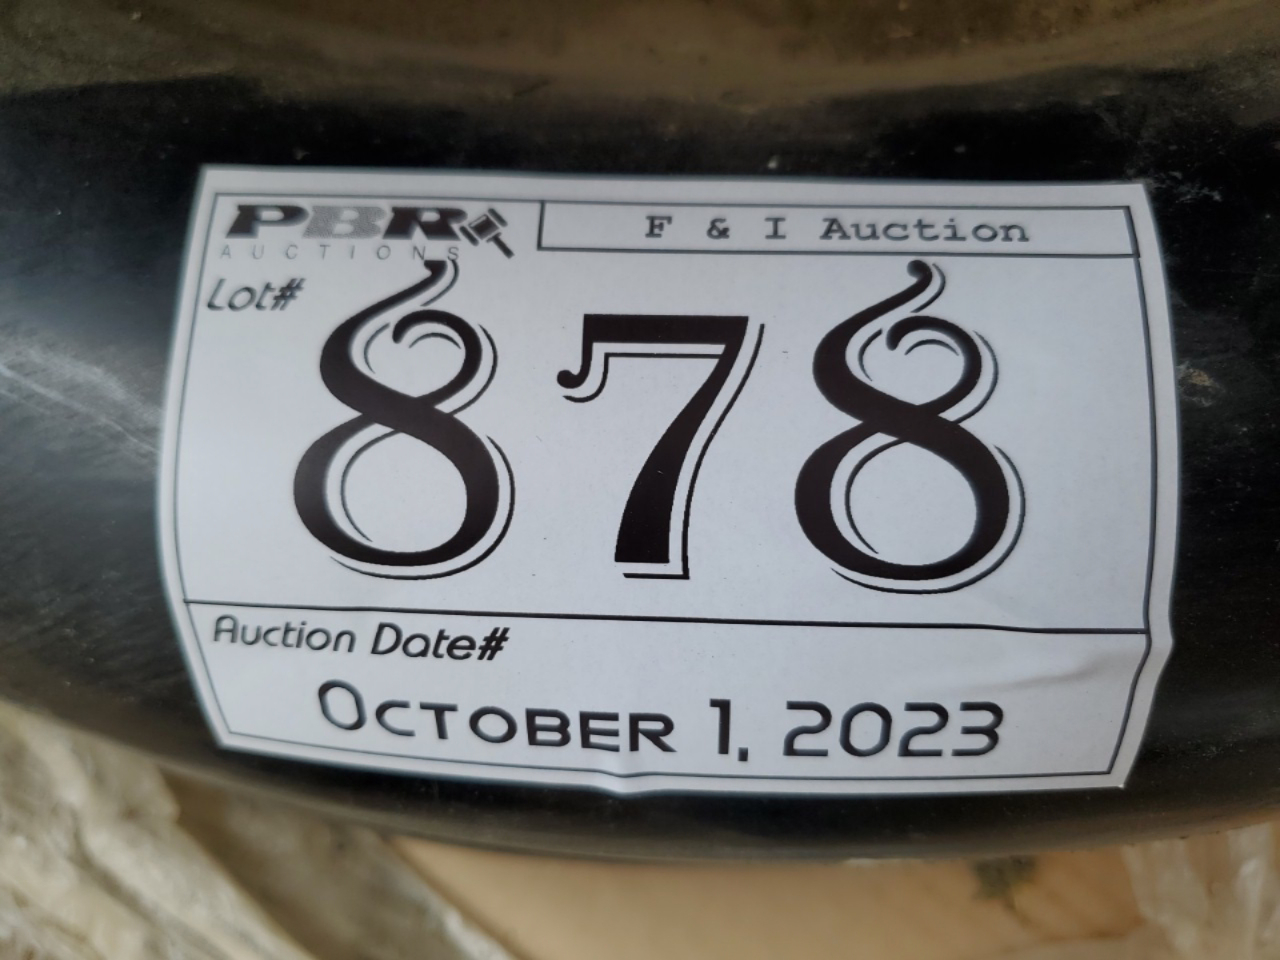 PBR
AUCTIONS
F & I Auction
Lot#
878
Auction Date#
October 1, 2023